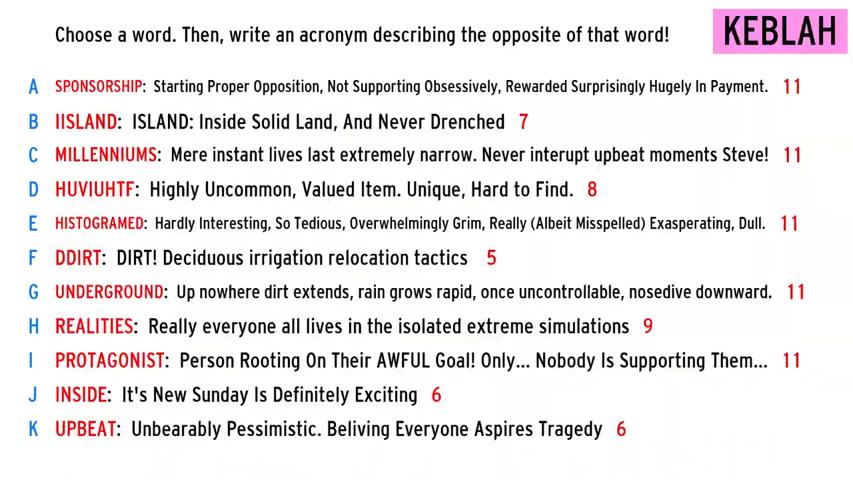 Choose a word. Then, write an acronym describing the opposite of that word! KEBLAH
A SPONSORSHIP: Starting Proper Opposition, Not Supporting Obsessively, Rewarded Surprisingly Hugely In Payment. 11
B IISLAND: ISLAND: Inside Solid Land, And Never Drenched 7
C MILLENNIUMS: Mere instant lives last extremely narrow. Never interupt upbeat moments Steve! 11
D HUVIUHTF: Highly Uncommon, Valued Item. Unique, Hard to Find. 8
E HISTOGRAMED: Hardly Interesting, So Tedious, Overwhelmingly Grim, Really (Albeit Misspelled) Exasperating, Dull. 11
F DDIRT: DIRT! Deciduous irrigation relocation tactics 5
G UNDERGROUND: Up nowhere dirt extends, rain grows rapid, once uncontrollable, nosedive downward. 11
H REALITIES: Really everyone all lives in the isolated extreme simulations 9
I PROTAGONIST: Person Rooting On Their AWFUL Goal! Only... Nobody Is Supporting Them... 11
J INSIDE: It's New Sunday Is Definitely Exciting 6
K UPBEAT: Unbearably Pessimistic. Beliving Everyone Aspires Tragedy 6